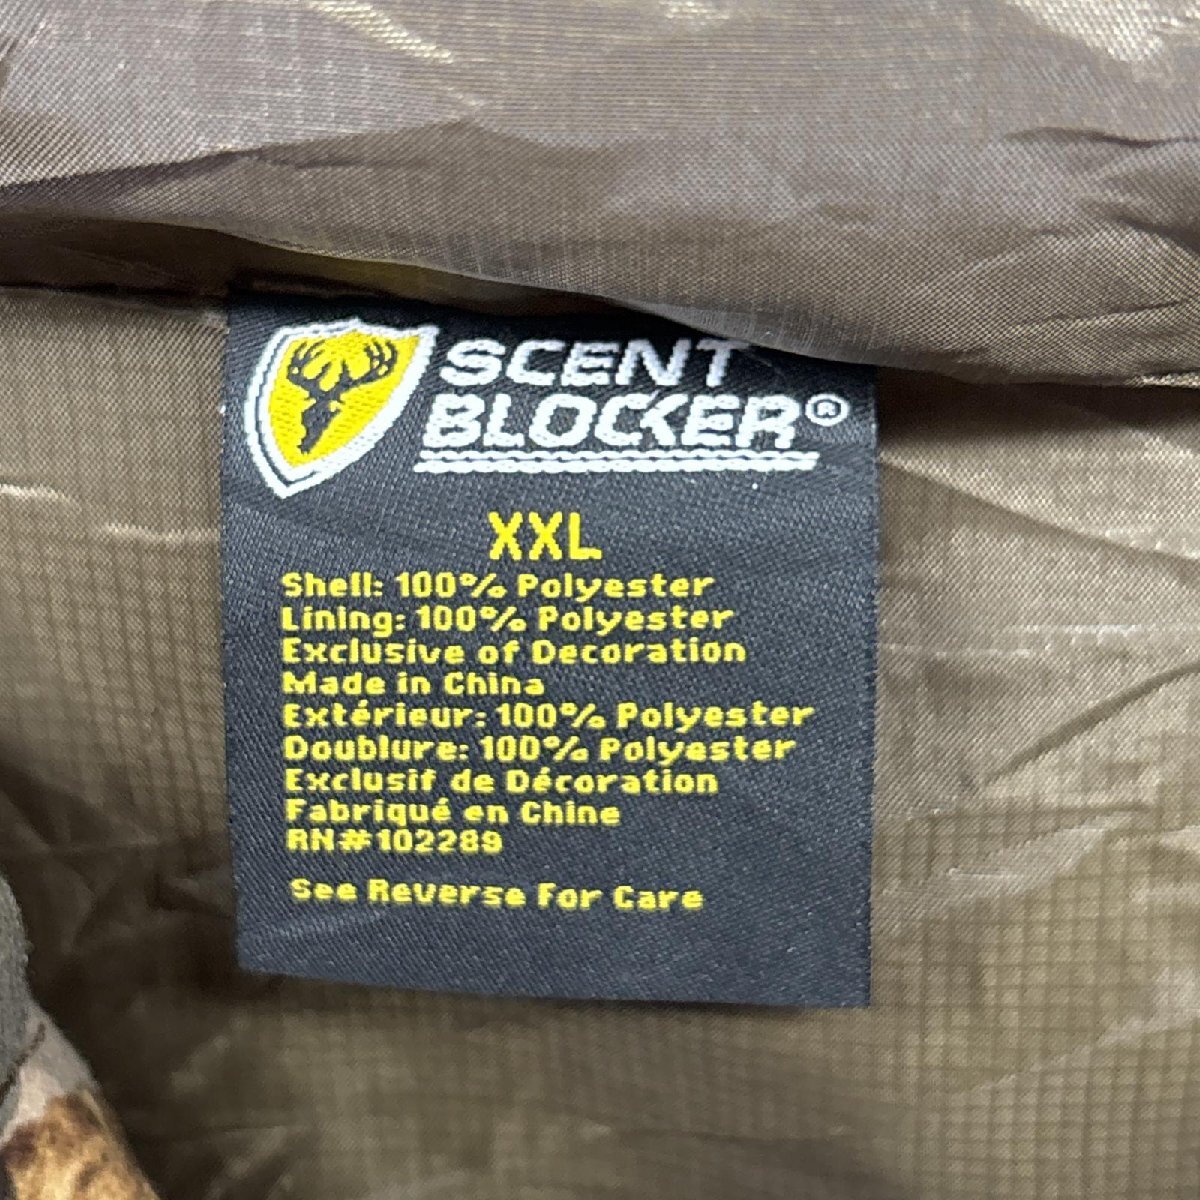 SCENT
BLOCKER®
XXL
Shell: 100% Polyester
Lining: 100% Polyester
Exclusive of Decoration
Made in China
Extérieur: 100% Polyester
Doublure: 100% Polyester
Exclusif de Décoration
Fabriqué en Chine
RN#102289
See Reverse For Care